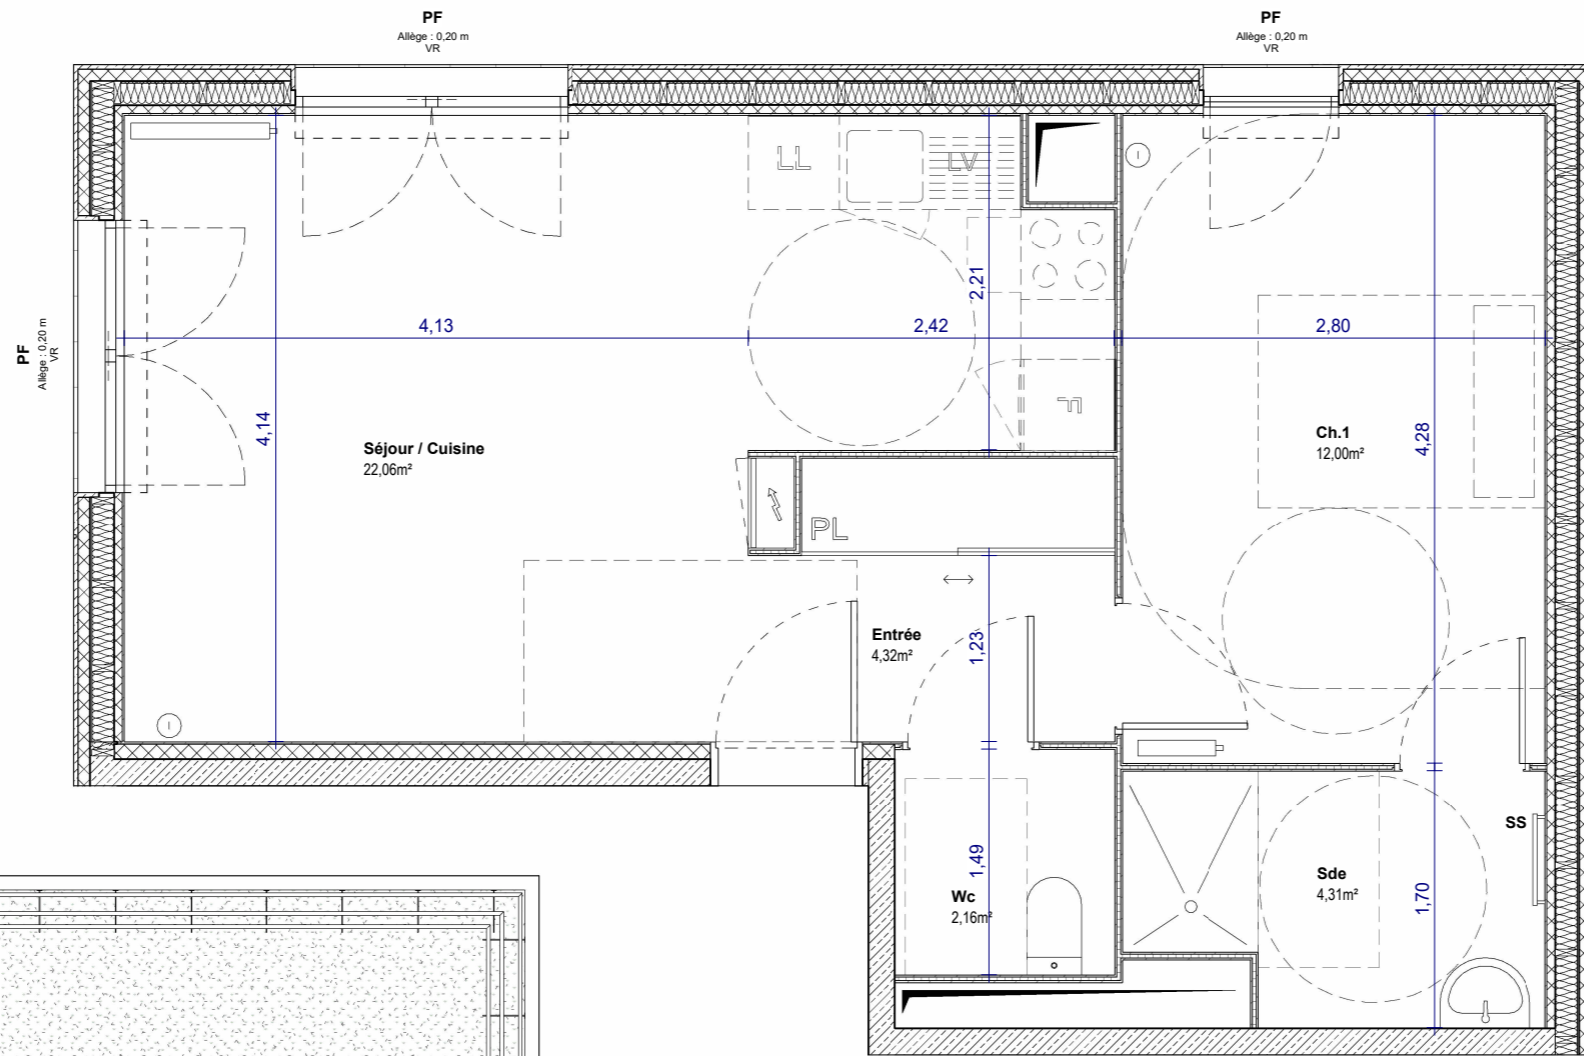 PF
Allège : 0,20 m
VR
PF
Allège : 0,20 m
VR
PF
Allège : 0,20 m
VR
LL
LV
2,21
4,13
2,42
2,80
4,14
F
Séjour / Cuisine
22,06m²
Ch.1
12,00m²
4,28
PL
Entrée
4,32m²
1,23
SS
1,49
Wc
2,16m²
Sde
4,31m²
1,70